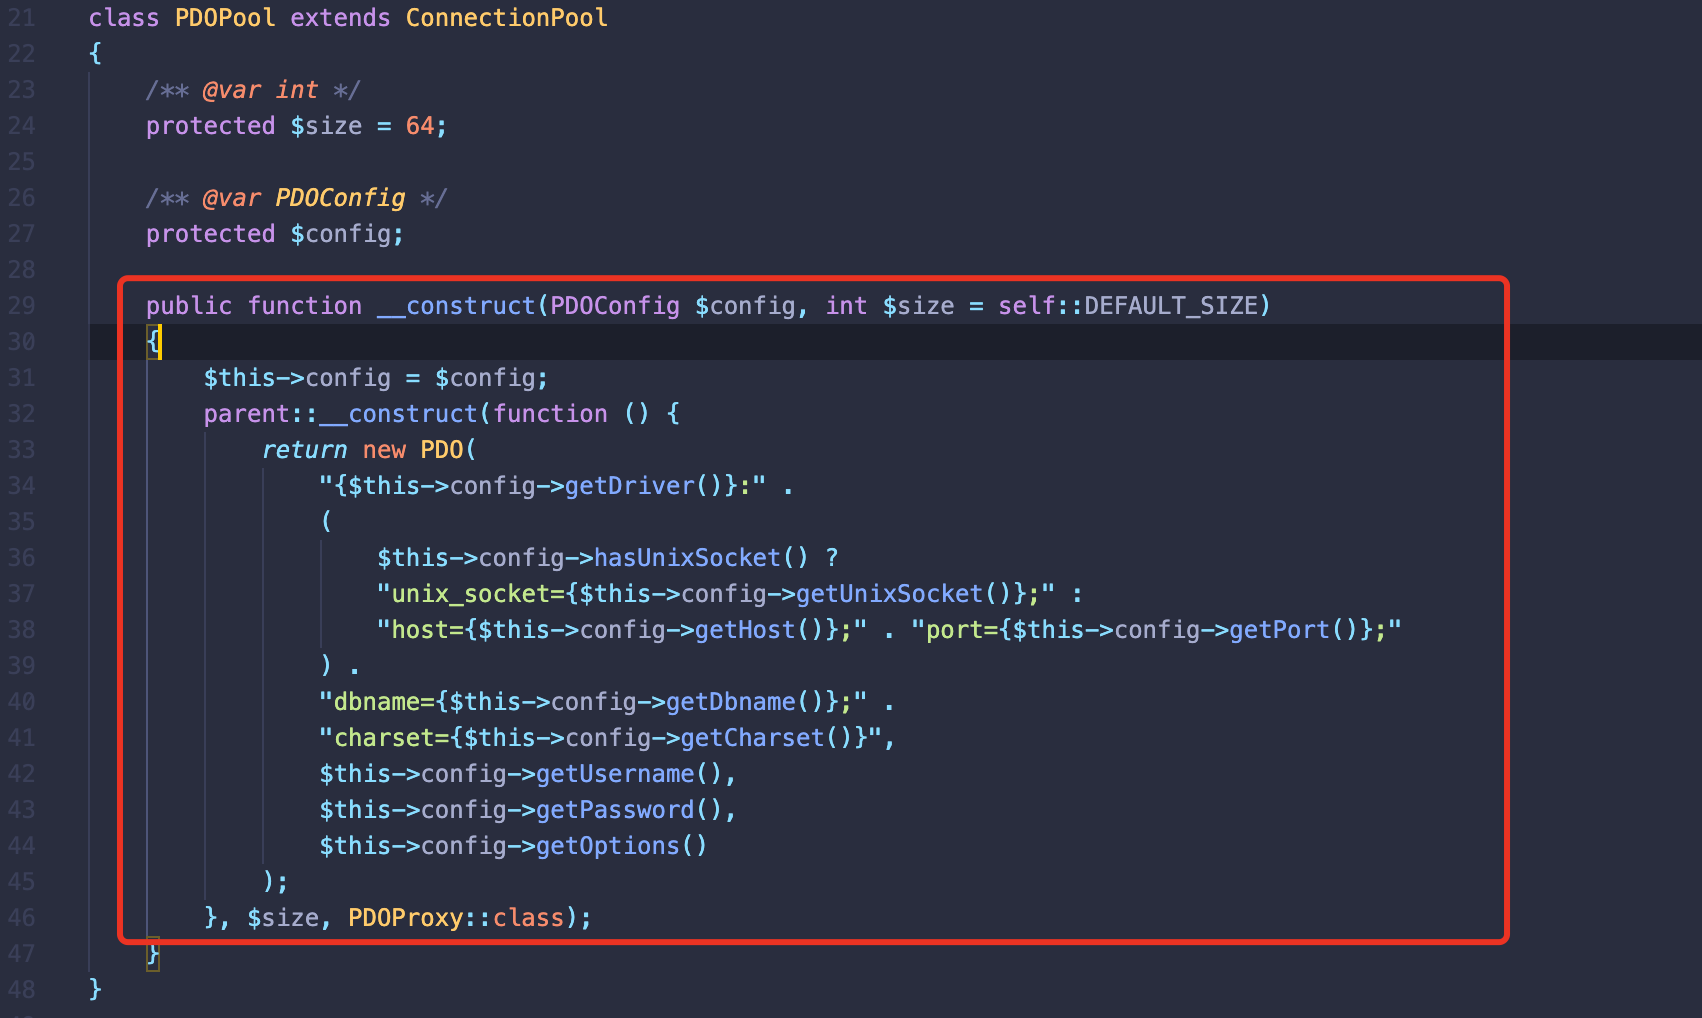 21 class PDOPool extends ConnectionPool
22 {
23     /** @var int */
24     protected $size = 64;
25
26     /** @var PDOConfig */
27     protected $config;
28
29     public function __construct(PDOConfig $config, int $size = self::DEFAULT_SIZE)
30     {
31         $this->config = $config;
32         parent::__construct(function () {
33             return new PDO(
34                 "{$this->config->getDriver()}:" .
35                 (
36                     $this->config->hasUnixSocket() ?
37                     "unix_socket={$this->config->getUnixSocket()};" :
38                     "host={$this->config->getHost()};" . "port={$this->config->getPort()};"
39                 ) .
40                 "dbname={$this->config->getDbname()};" .
41                 "charset={$this->config->getCharset()}",
42                 $this->config->getUsername(),
43                 $this->config->getPassword(),
44                 $this->config->getOptions()
45             );
46         }, $size, PDOProxy::class);
47     }
48 }